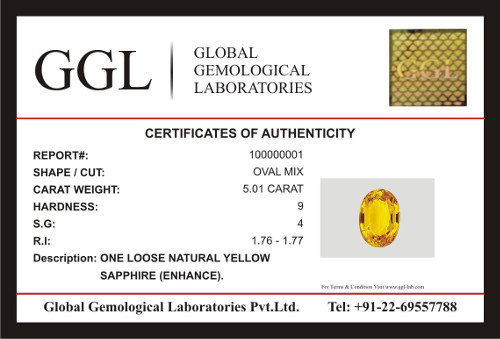 GGL
GLOBAL
GEMOLOGICAL
LABORATORIES
GGL
CERTIFICATES OF AUTHENTICITY
REPORT#: 100000001
SHAPE / CUT: OVAL MIX
CARAT WEIGHT: 5.01 CARAT
HARDNESS: 9
S.G: 4
R.I: 1.76 - 1.77
Description: ONE LOOSE NATURAL YELLOW
SAPPHIRE (ENHANCE).
For Terms & Condition Visit www.ggl-lab.com
Global Gemological Laboratories Pvt.Ltd. Tel: +91-22-69557788